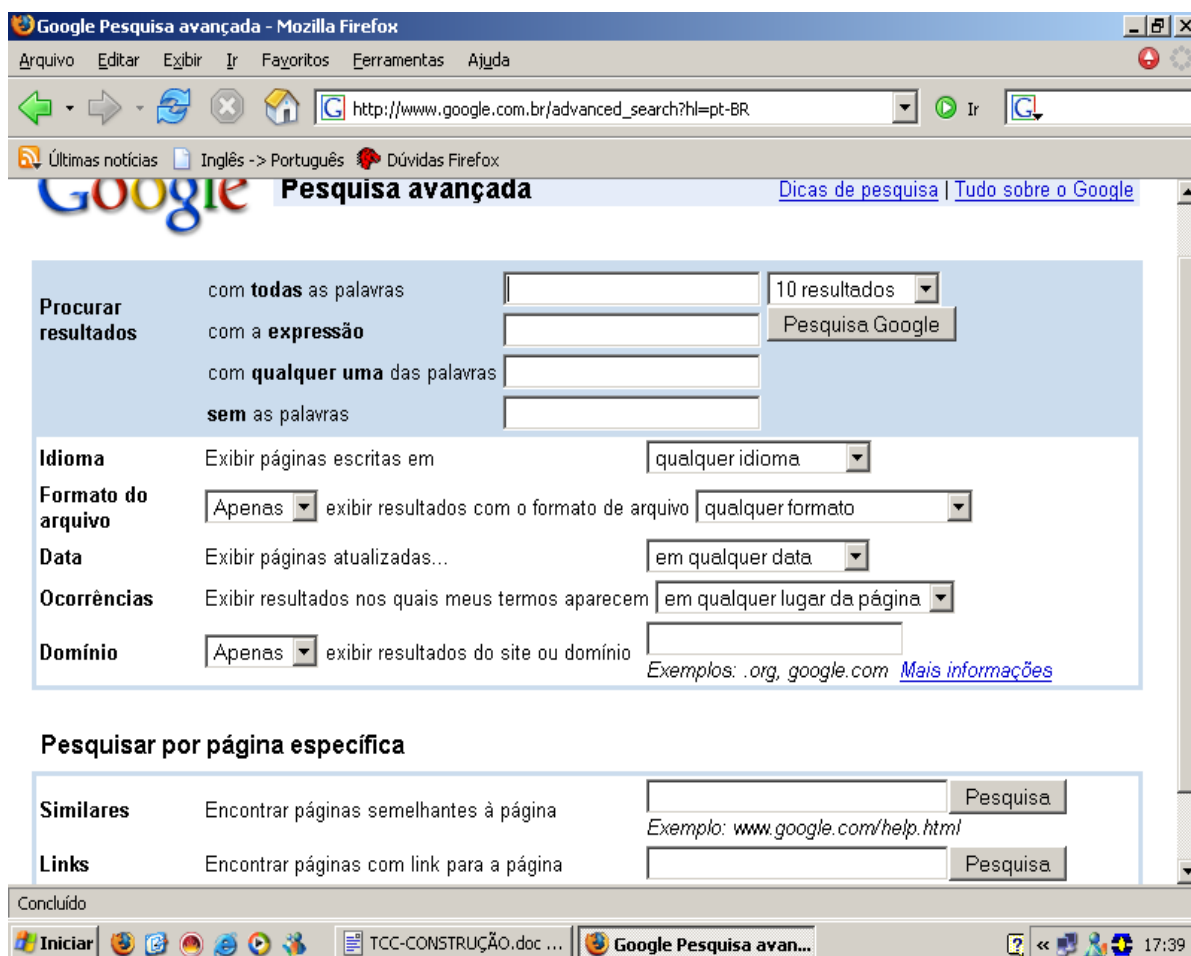 Google Pesquisa avançada - Mozilla Firefox
Arquivo Editar Exibir Ir Favoritos Ferramentas Ajuda
http://www.google.com.br/advanced_search?hl=pt-BR Ir
Últimas notícias Inglês -> Português Dúvidas Firefox
Google Pesquisa avançada Dicas de pesquisa | Tudo sobre o Google
Procurar resultados
com todas as palavras 10 resultados
com a expressão Pesquisa Google
com qualquer uma das palavras
sem as palavras
Idioma Exibir páginas escritas em qualquer idioma
Formato do arquivo Apenas exibir resultados com o formato de arquivo qualquer formato
Data Exibir páginas atualizadas... em qualquer data
Ocorrências Exibir resultados nos quais meus termos aparecem em qualquer lugar da página
Domínio Apenas exibir resultados do site ou domínio
Exemplos: .org, google.com Mais informações
Pesquisar por página específica
Similares Encontrar páginas semelhantes à página Pesquisa
Exemplo: www.google.com/help.html
Links Encontrar páginas com link para a página Pesquisa
Concluído
Iniciar TCC-CONSTRUÇÃO.doc ... Google Pesquisa avan... 17:39